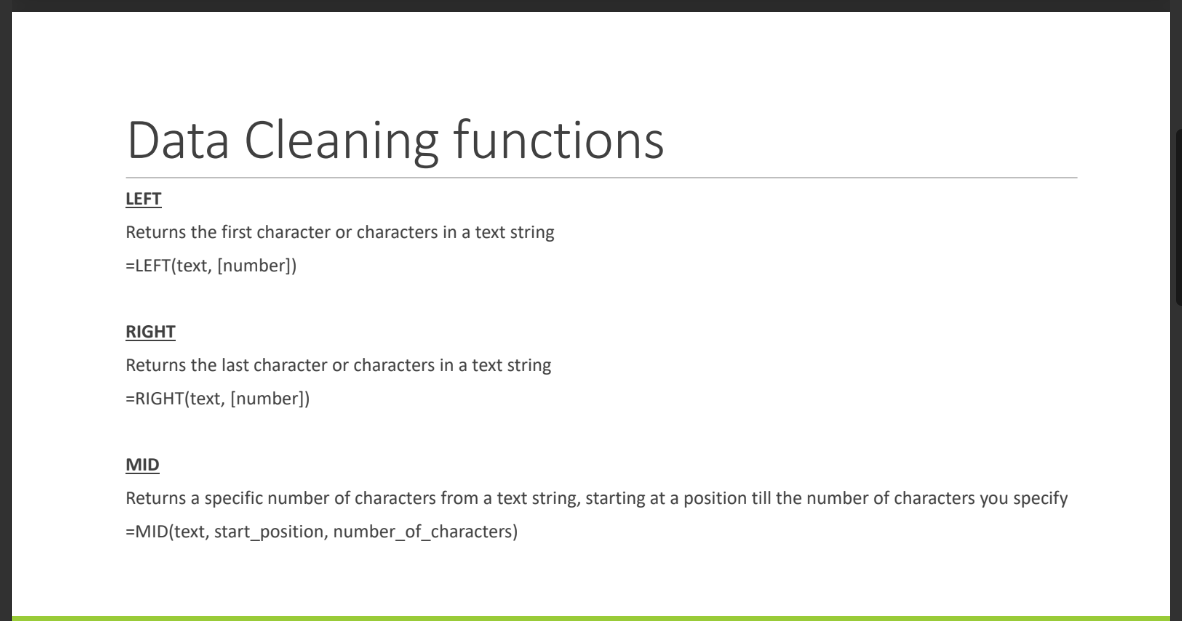 Data Cleaning functions
LEFT
Returns the first character or characters in a text string
=LEFT(text, [number])
RIGHT
Returns the last character or characters in a text string
=RIGHT(text, [number])
MID
Returns a specific number of characters from a text string, starting at a position till the number of characters you specify
=MID(text, start_position, number_of_characters)